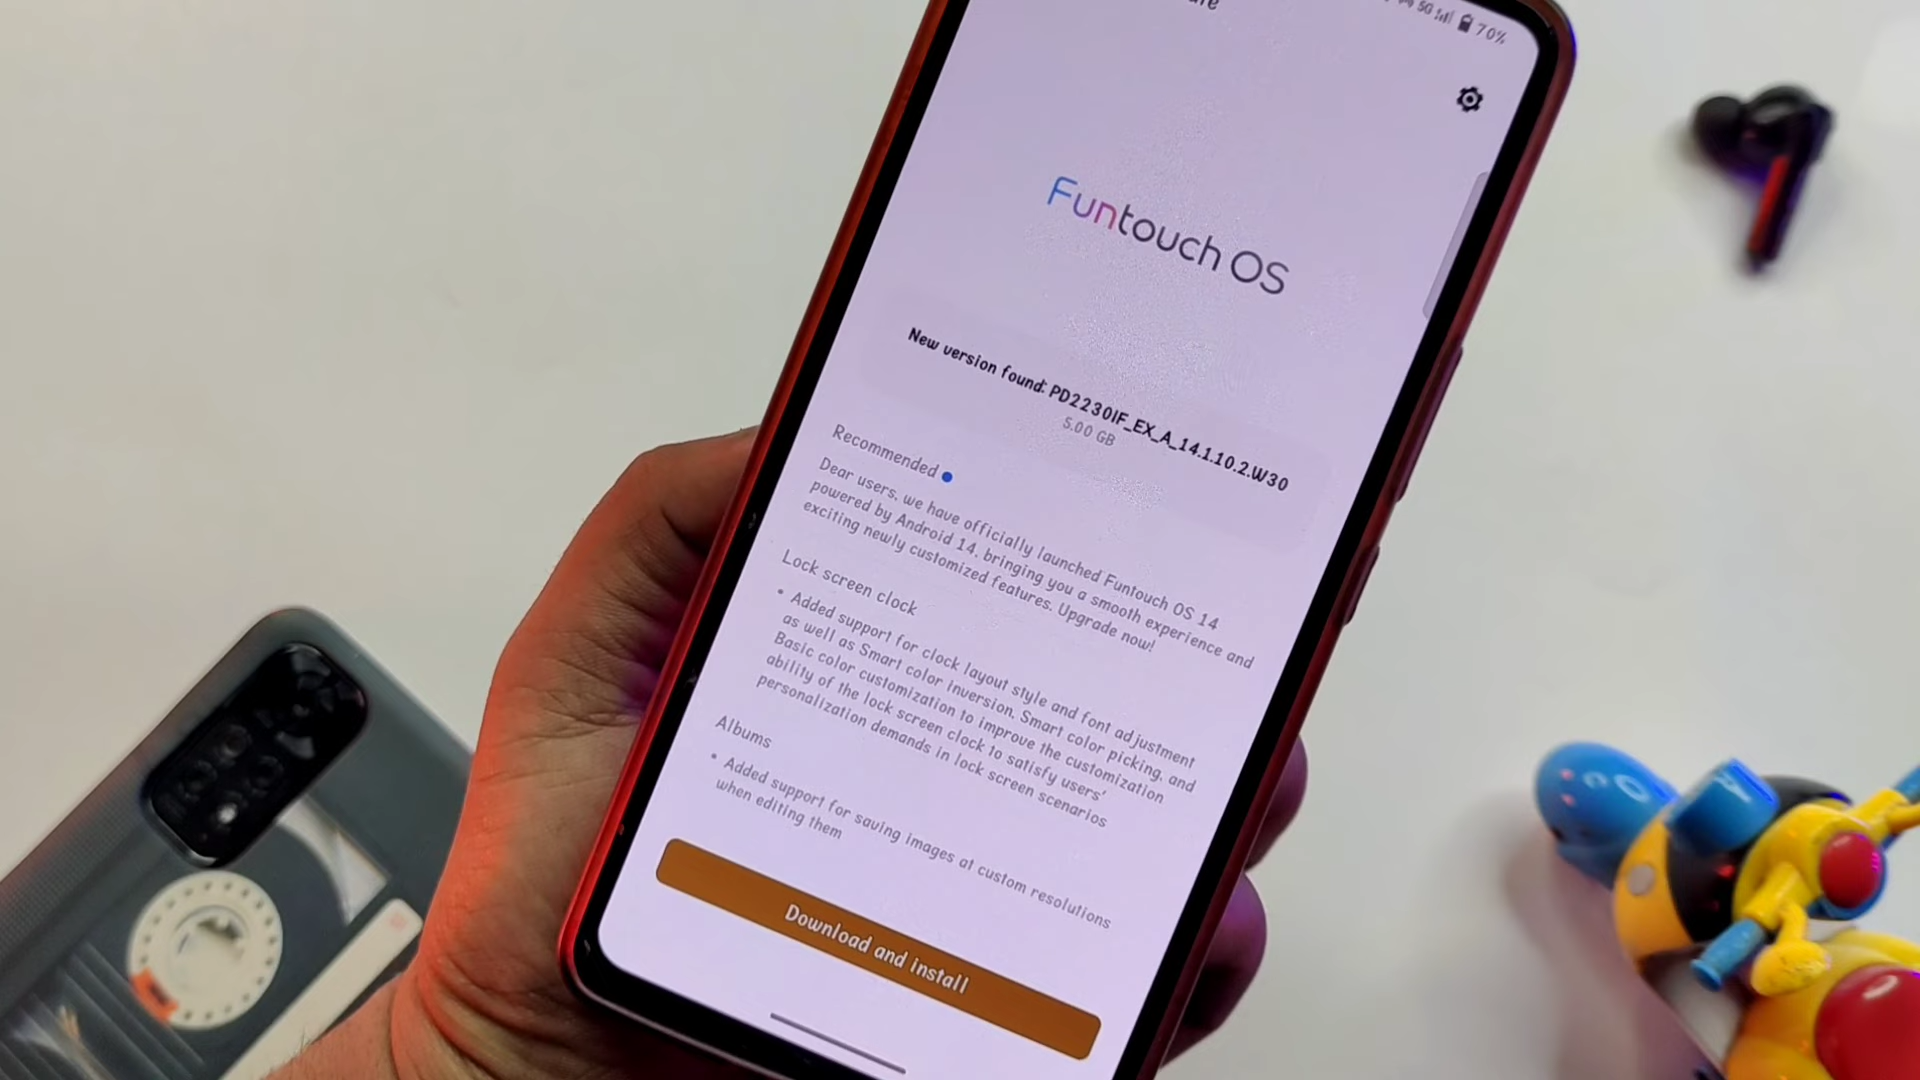 5G 70%
Funtouch OS
New version found: PD2230IF_EX_A_14.1.10.2.W30
5.00 GB
Recommended
Dear users, we have officially launched Funtouch OS 14
powered by Android 14, bringing you a smooth experience and
exciting newly customized features. Upgrade now!
Lock screen clock
• Added support for clock layout style and font adjustment
as well as Smart color inversion, Smart color picking, and
Basic color customization to improve the customization
ability of the lock screen clock to satisfy users'
personalization demands in lock screen scenarios
Albums
• Added support for saving images at custom resolutions
when editing them
Download and install